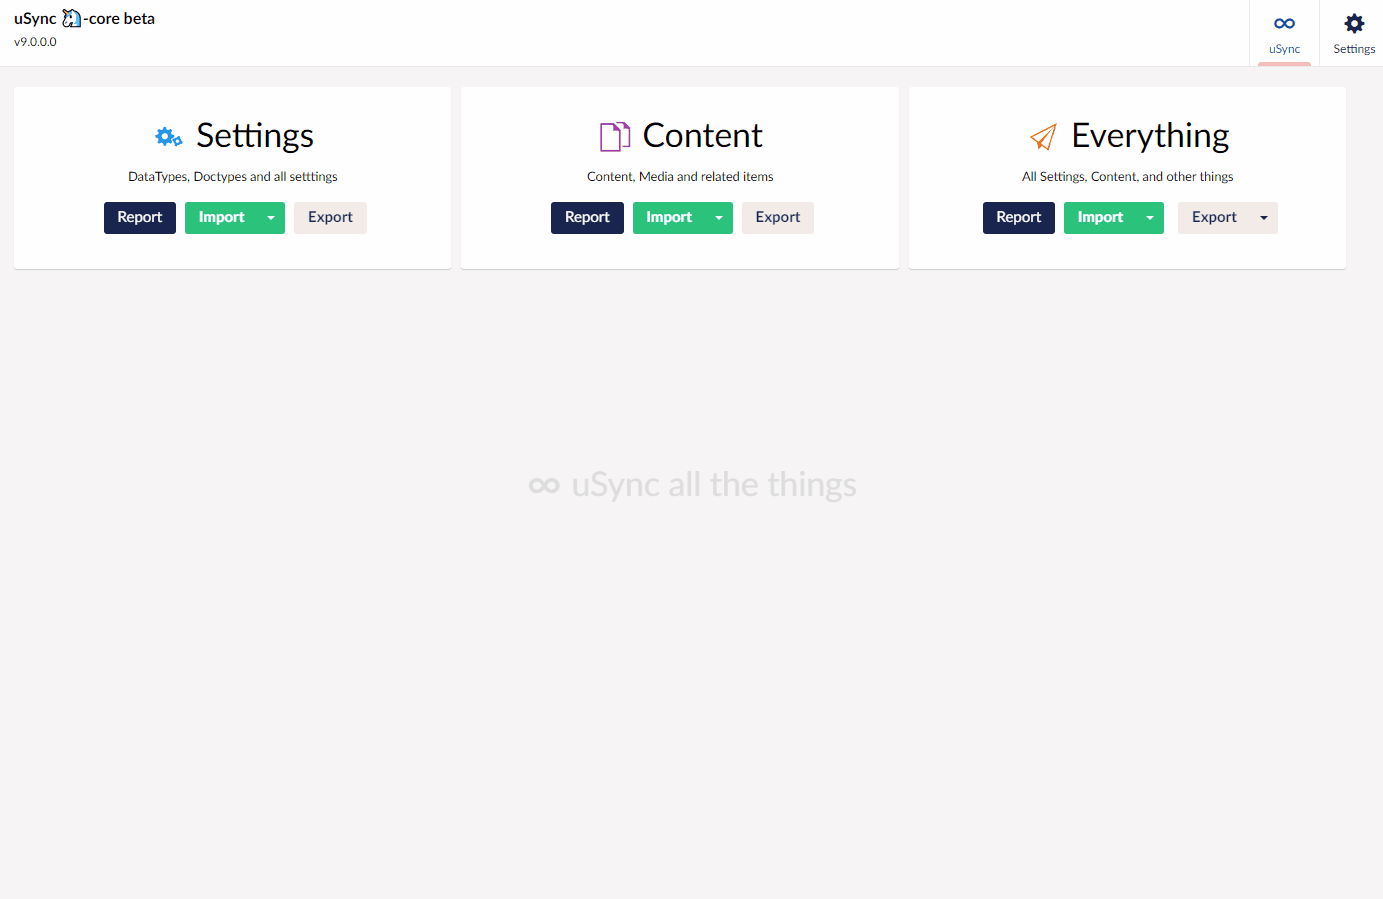 uSync 🦄-core beta
v9.0.0.0
uSync
Settings
Settings
DataTypes, Doctypes and all setttings
Report Import Export
Content
Content, Media and related items
Report Import Export
Everything
All Settings, Content, and other things
Report Import Export
uSync all the things